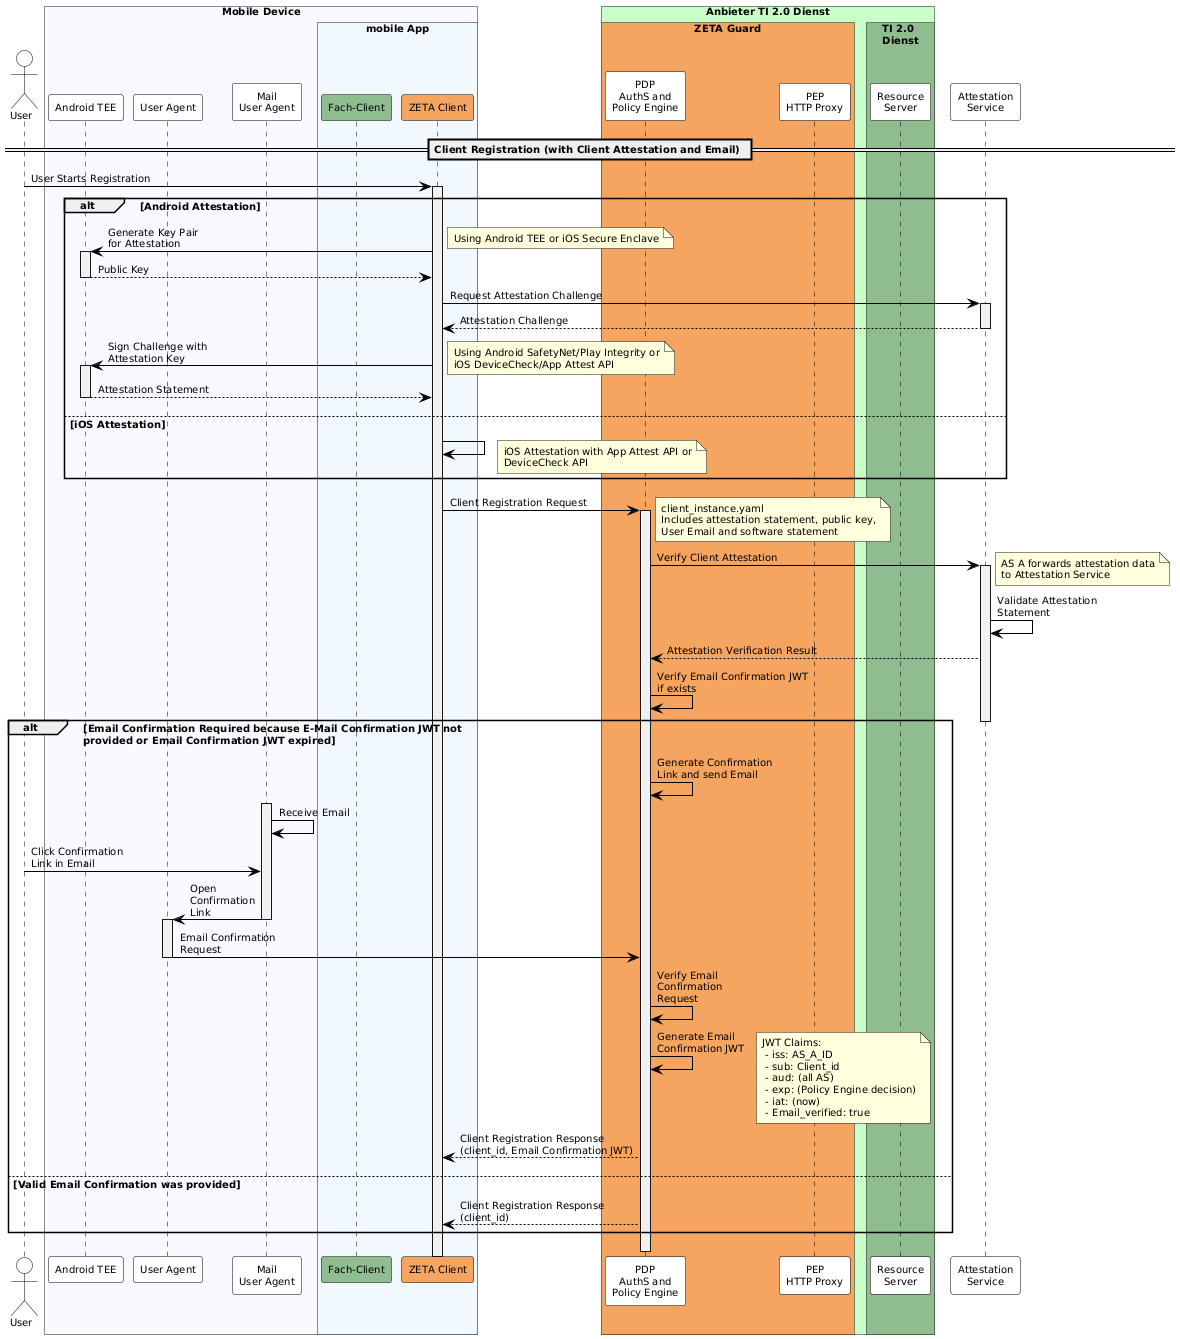 Mobile Device
Anbieter TI 2.0 Dienst
mobile App
ZETA Guard
TI 2.0
Dienst
User
Android TEE
User Agent
Mail
User Agent
Fach-Client
ZETA Client
PDP
AuthS and
Policy Engine
PEP
HTTP Proxy
Resource
Server
Attestation
Service
Client Registration (with Client Attestation and Email)
User Starts Registration
alt
[Android Attestation]
Generate Key Pair
for Attestation
Using Android TEE or iOS Secure Enclave
Public Key
Request Attestation Challenge
Attestation Challenge
Sign Challenge with
Attestation Key
Using Android SafetyNet/Play Integrity or
iOS DeviceCheck/App Attest API
Attestation Statement
[iOS Attestation]
iOS Attestation with App Attest API or
DeviceCheck API
Client Registration Request
client_instance.yaml
Includes attestation statement, public key,
User Email and software statement
Verify Client Attestation
AS A forwards attestation data
to Attestation Service
Validate Attestation
Statement
Attestation Verification Result
Verify Email Confirmation JWT
if exists
alt
[Email Confirmation Required because E-Mail Confirmation JWT not
provided or Email Confirmation JWT expired]
Generate Confirmation
Link and send Email
Receive Email
Click Confirmation
Link in Email
Open
Confirmation
Link
Email Confirmation
Request
Verify Email
Confirmation
Request
Generate Email
Confirmation JWT
JWT Claims:
- iss: AS_A_ID
- sub: Client_id
- aud: (all AS)
- exp: (Policy Engine decision)
- iat: (now)
- Email_verified: true
Client Registration Response
(client_id, Email Confirmation JWT)
[Valid Email Confirmation was provided]
Client Registration Response
(client_id)
User
Android TEE
User Agent
Mail
User Agent
Fach-Client
ZETA Client
PDP
AuthS and
Policy Engine
PEP
HTTP Proxy
Resource
Server
Attestation
Service